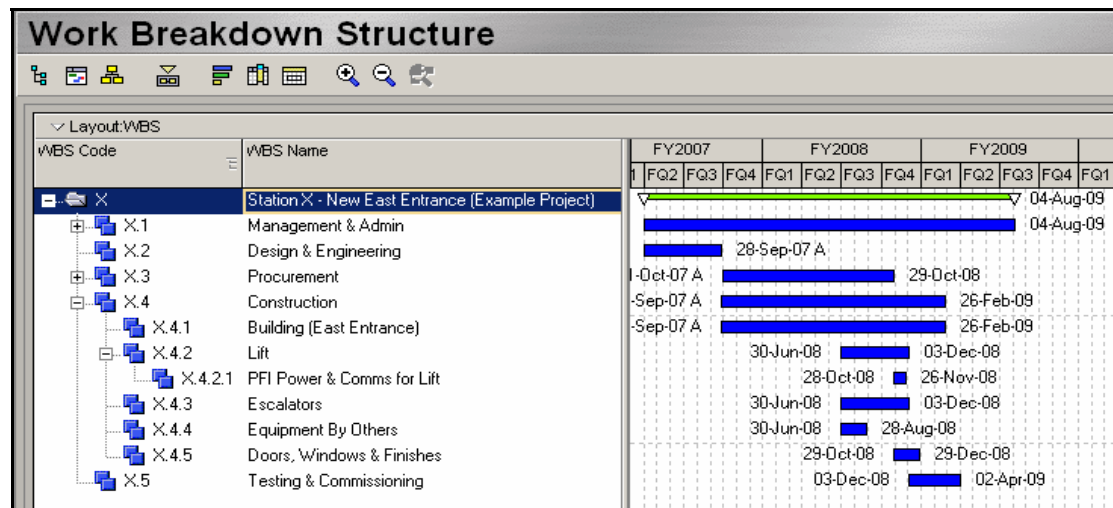 Work Breakdown Structure
Layout:WBS
WBS Code WBS Name FY2007 FY2008 FY2009
1 FQ2 FQ3 FQ4 FQ1 FQ2 FQ3 FQ4 FQ1 FQ2 FQ3 FQ4 FQ1
X Station X - New East Entrance (Example Project) 04-Aug-09
X.1 Management & Admin 04-Aug-09
X.2 Design & Engineering 28-Sep-07 A
X.3 Procurement -Oct-07 A 29-Oct-08
X.4 Construction -Sep-07 A 26-Feb-09
X.4.1 Building (East Entrance) -Sep-07 A 26-Feb-09
X.4.2 Lift 30-Jun-08 03-Dec-08
X.4.2.1 PFI Power & Comms for Lift 28-Oct-08 26-Nov-08
X.4.3 Escalators 30-Jun-08 03-Dec-08
X.4.4 Equipment By Others 30-Jun-08 28-Aug-08
X.4.5 Doors, Windows & Finishes 29-Oct-08 29-Dec-08
X.5 Testing & Commissioning 03-Dec-08 02-Apr-09